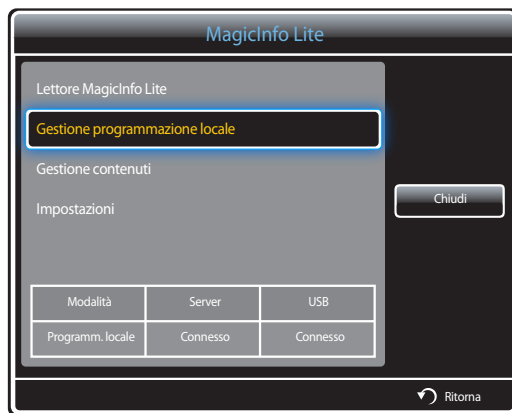 MagicInfo Lite
Lettore MagicInfo Lite
Gestione programmazione locale
Gestione contenuti
Impostazioni
Chiudi
Modalità Server USB
Programm. locale Connesso Connesso
Ritorna